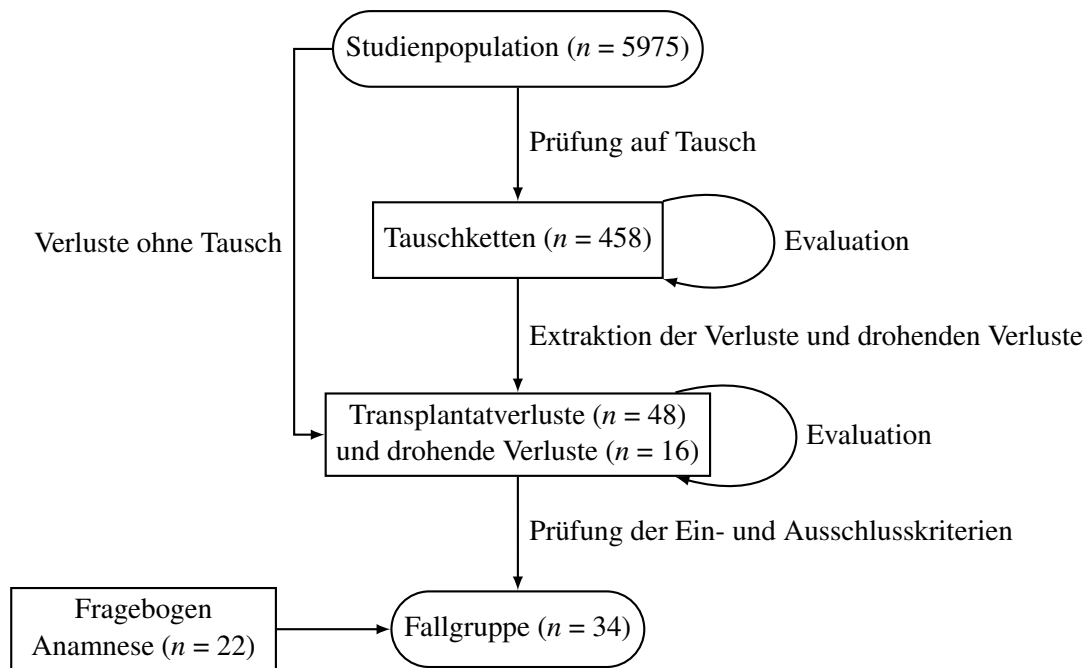 Studienpopulation (n = 5975)
Prüfung auf Tausch
Verluste ohne Tausch
Tauschketten (n = 458)
Evaluation
Extraktion der Verluste und drohenden Verluste
Transplantatverluste (n = 48)
und drohende Verluste (n = 16)
Evaluation
Prüfung der Ein- und Ausschlusskriterien
Fragebogen
Anamnese (n = 22)
Fallgruppe (n = 34)